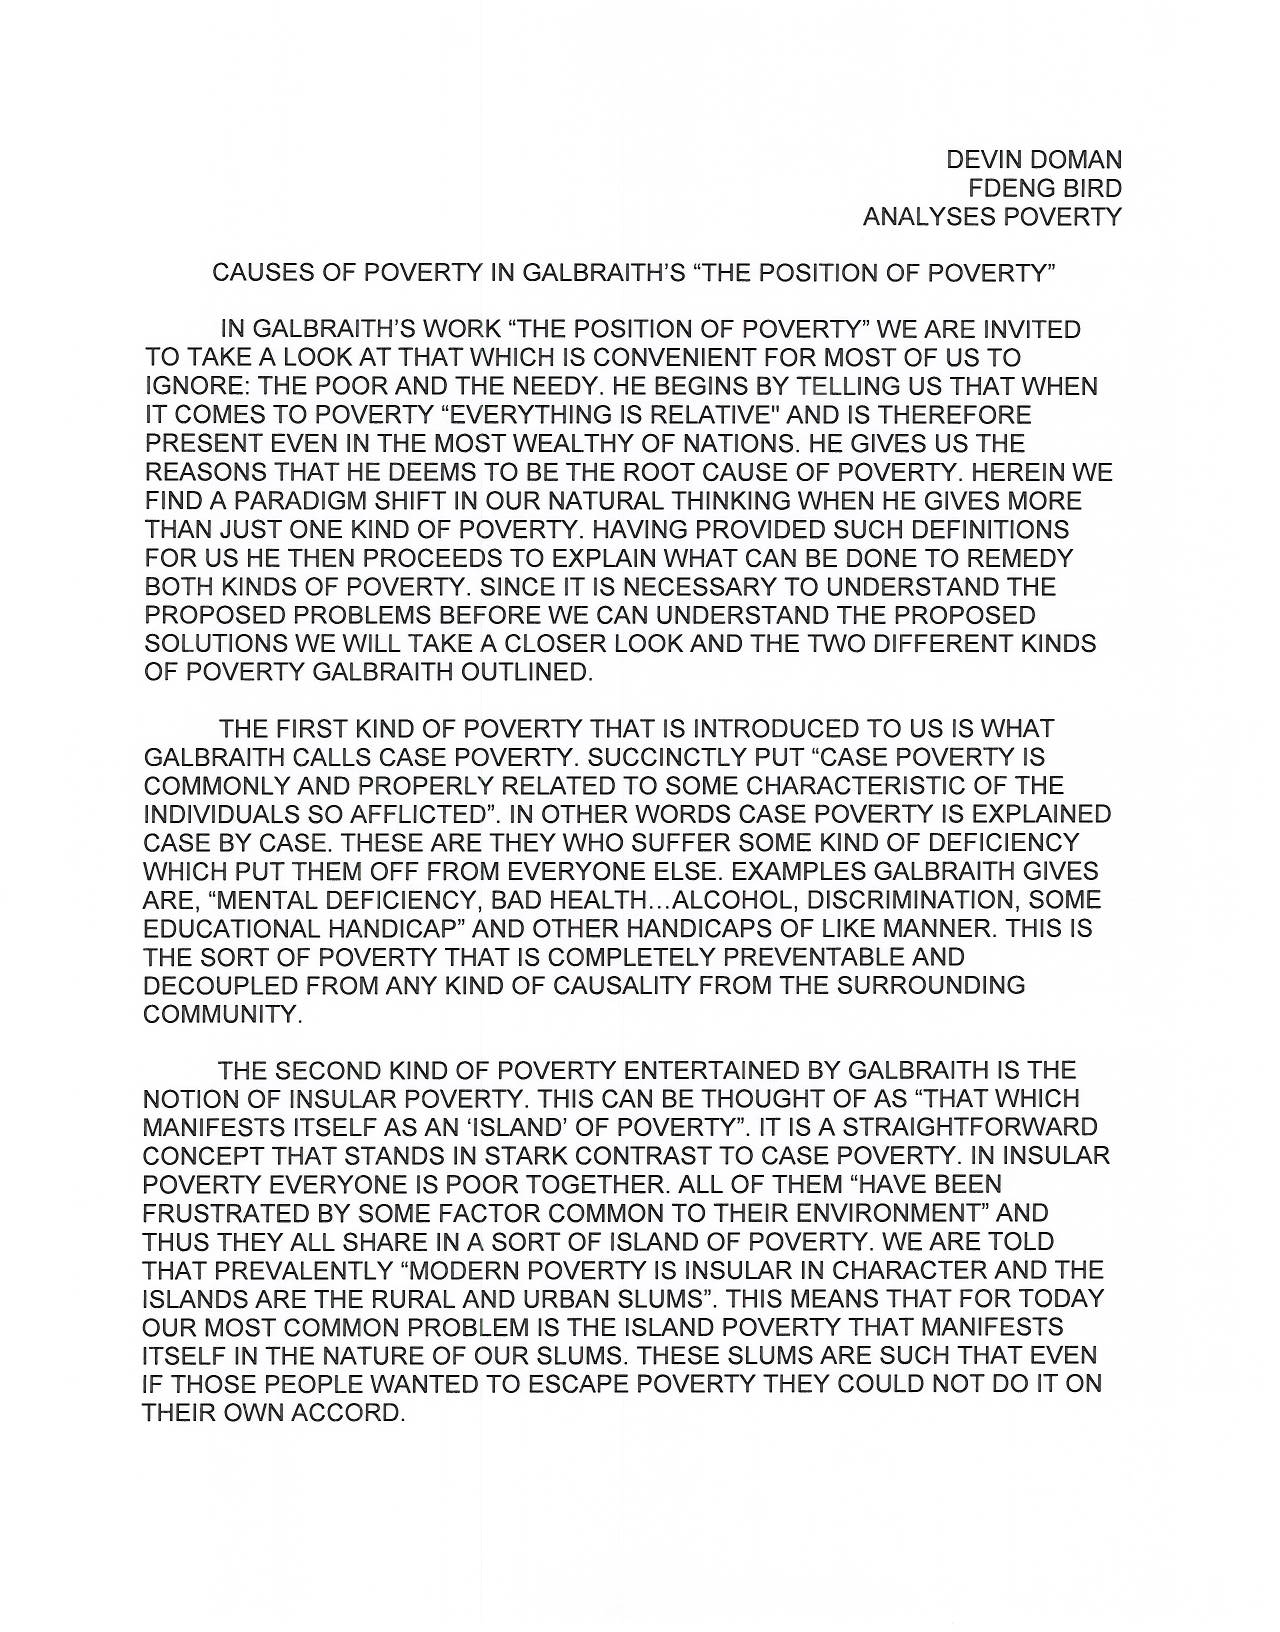 DEVIN DOMAN
FDENG BIRD
ANALYSES POVERTY
CAUSES OF POVERTY IN GALBRAITH'S “THE POSITION OF POVERTY”
IN GALBRAITH'S WORK “THE POSITION OF POVERTY” WE ARE INVITED
TO TAKE A LOOK AT THAT WHICH IS CONVENIENT FOR MOST OF US TO
IGNORE: THE POOR AND THE NEEDY. HE BEGINS BY TELLING US THAT WHEN
IT COMES TO POVERTY “EVERYTHING IS RELATIVE" AND IS THEREFORE
PRESENT EVEN IN THE MOST WEALTHY OF NATIONS. HE GIVES US THE
REASONS THAT HE DEEMS TO BE THE ROOT CAUSE OF POVERTY. HEREIN WE
FIND A PARADIGM SHIFT IN OUR NATURAL THINKING WHEN HE GIVES MORE
THAN JUST ONE KIND OF POVERTY. HAVING PROVIDED SUCH DEFINITIONS
FOR US HE THEN PROCEEDS TO EXPLAIN WHAT CAN BE DONE TO REMEDY
BOTH KINDS OF POVERTY. SINCE IT IS NECESSARY TO UNDERSTAND THE
PROPOSED PROBLEMS BEFORE WE CAN UNDERSTAND THE PROPOSED
SOLUTIONS WE WILL TAKE A CLOSER LOOK AND THE TWO DIFFERENT KINDS
OF POVERTY GALBRAITH OUTLINED.
THE FIRST KIND OF POVERTY THAT IS INTRODUCED TO US IS WHAT
GALBRAITH CALLS CASE POVERTY. SUCCINCTLY PUT “CASE POVERTY IS
COMMONLY AND PROPERLY RELATED TO SOME CHARACTERISTIC OF THE
INDIVIDUALS SO AFFLICTED”. IN OTHER WORDS CASE POVERTY IS EXPLAINED
CASE BY CASE. THESE ARE THEY WHO SUFFER SOME KIND OF DEFICIENCY
WHICH PUT THEM OFF FROM EVERYONE ELSE. EXAMPLES GALBRAITH GIVES
ARE, “MENTAL DEFICIENCY, BAD HEALTH...ALCOHOL, DISCRIMINATION, SOME
EDUCATIONAL HANDICAP” AND OTHER HANDICAPS OF LIKE MANNER. THIS IS
THE SORT OF POVERTY THAT IS COMPLETELY PREVENTABLE AND
DECOUPLED FROM ANY KIND OF CAUSALITY FROM THE SURROUNDING
COMMUNITY.
THE SECOND KIND OF POVERTY ENTERTAINED BY GALBRAITH IS THE
NOTION OF INSULAR POVERTY. THIS CAN BE THOUGHT OF AS “THAT WHICH
MANIFESTS ITSELF AS AN ‘ISLAND’ OF POVERTY”. IT IS A STRAIGHTFORWARD
CONCEPT THAT STANDS IN STARK CONTRAST TO CASE POVERTY. IN INSULAR
POVERTY EVERYONE IS POOR TOGETHER. ALL OF THEM “HAVE BEEN
FRUSTRATED BY SOME FACTOR COMMON TO THEIR ENVIRONMENT” AND
THUS THEY ALL SHARE IN A SORT OF ISLAND OF POVERTY. WE ARE TOLD
THAT PREVALENTLY “MODERN POVERTY IS INSULAR IN CHARACTER AND THE
ISLANDS ARE THE RURAL AND URBAN SLUMS”. THIS MEANS THAT FOR TODAY
OUR MOST COMMON PROBLEM IS THE ISLAND POVERTY THAT MANIFESTS
ITSELF IN THE NATURE OF OUR SLUMS. THESE SLUMS ARE SUCH THAT EVEN
IF THOSE PEOPLE WANTED TO ESCAPE POVERTY THEY COULD NOT DO IT ON
THEIR OWN ACCORD.